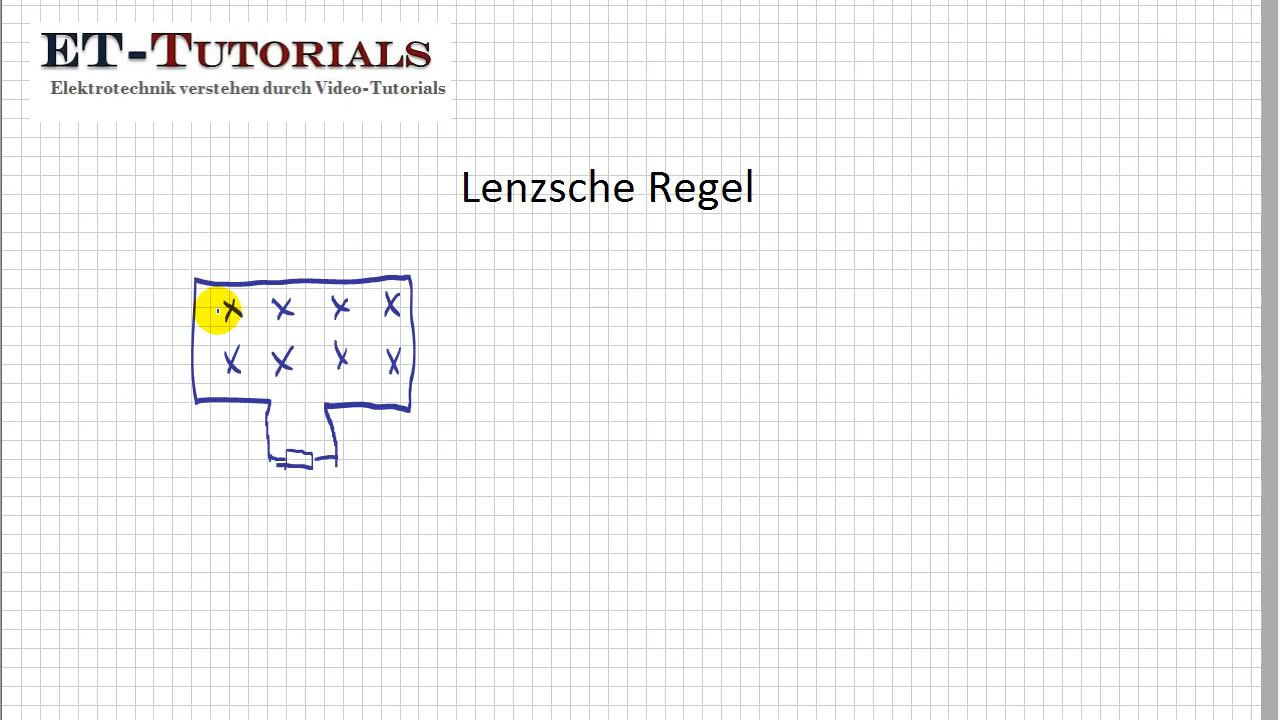 ET-Tutorials
Elektrotechnik verstehen durch Video-Tutorials
Lenzsche Regel
x x x x
x x x x